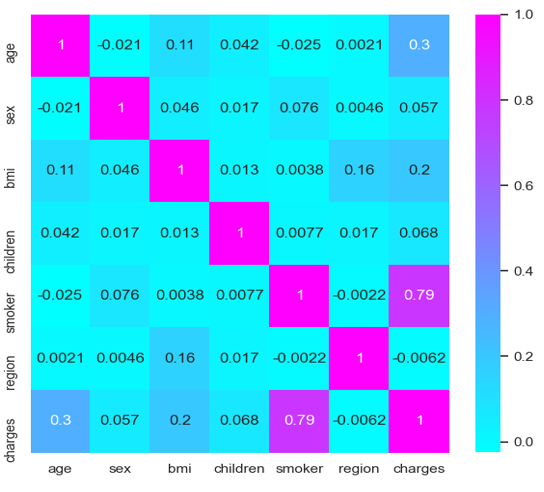 age 1 -0.021 0.11 0.042 -0.025 0.0021 0.3
sex -0.021 1 0.046 0.017 0.076 0.0046 0.057
bmi 0.11 0.046 1 0.013 0.0038 0.16 0.2
children 0.042 0.017 0.013 1 0.0077 0.017 0.068
smoker -0.025 0.076 0.0038 0.0077 1 -0.0022 0.79
region 0.0021 0.0046 0.16 0.017 -0.0022 1 -0.0062
charges 0.3 0.057 0.2 0.068 0.79 -0.0062 1
age sex bmi children smoker region charges
1.0
0.8
0.6
0.4
0.2
0.0